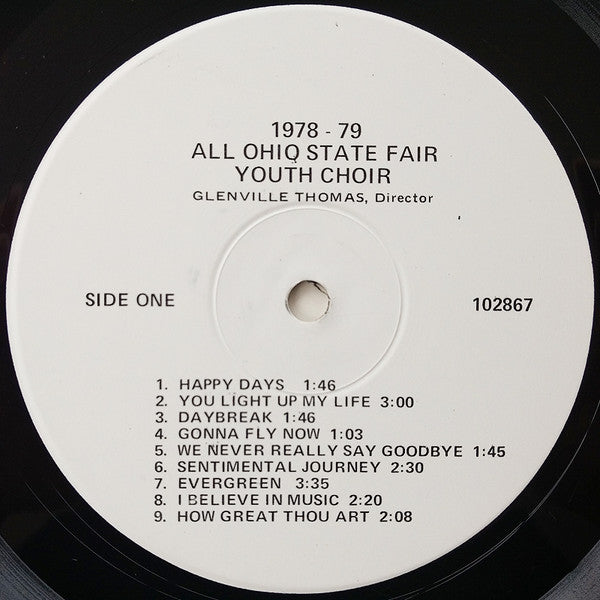 1978 - 79
ALL OHIO STATE FAIR
YOUTH CHOIR
GLENVILLE THOMAS, Director
SIDE ONE
102867
1. HAPPY DAYS 1:46
2. YOU LIGHT UP MY LIFE 3:00
3. DAYBREAK 1:46
4. GONNA FLY NOW 1:03
5. WE NEVER REALLY SAY GOODBYE 1:45
6. SENTIMENTAL JOURNEY 2:30
7. EVERGREEN 3:35
8. I BELIEVE IN MUSIC 2:20
9. HOW GREAT THOU ART 2:08